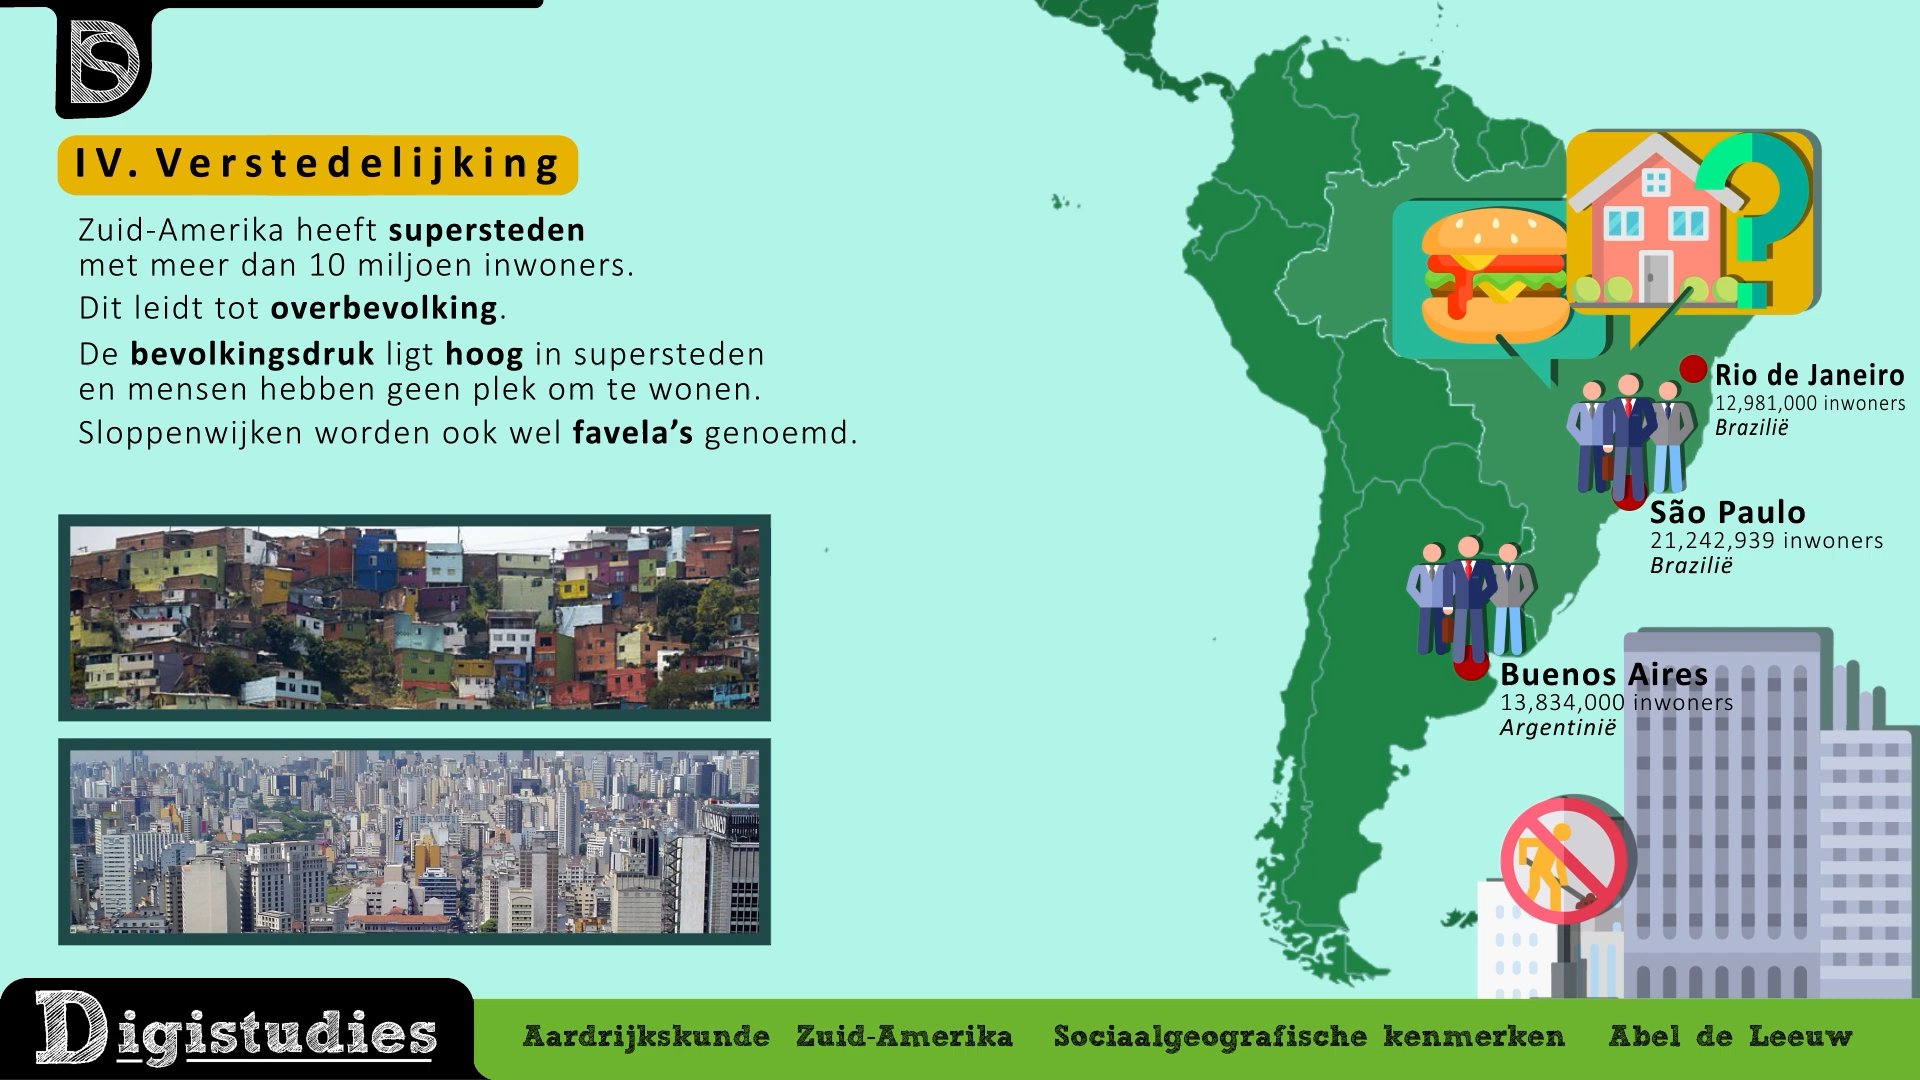 DS
IV. Verstedelijking
Zuid-Amerika heeft supersteden
met meer dan 10 miljoen inwoners.
Dit leidt tot overbevolking.
De bevolkingsdruk ligt hoog in supersteden
en mensen hebben geen plek om te wonen.
Sloppenwijken worden ook wel favela’s genoemd.
Rio de Janeiro
12,981,000 inwoners
Brazilië
São Paulo
21,242,939 inwoners
Brazilië
Buenos Aires
13,834,000 inwoners
Argentinië
Digistudies
Aardrijkskunde Zuid-Amerika Sociaalgeografische kenmerken Abel de Leeuw